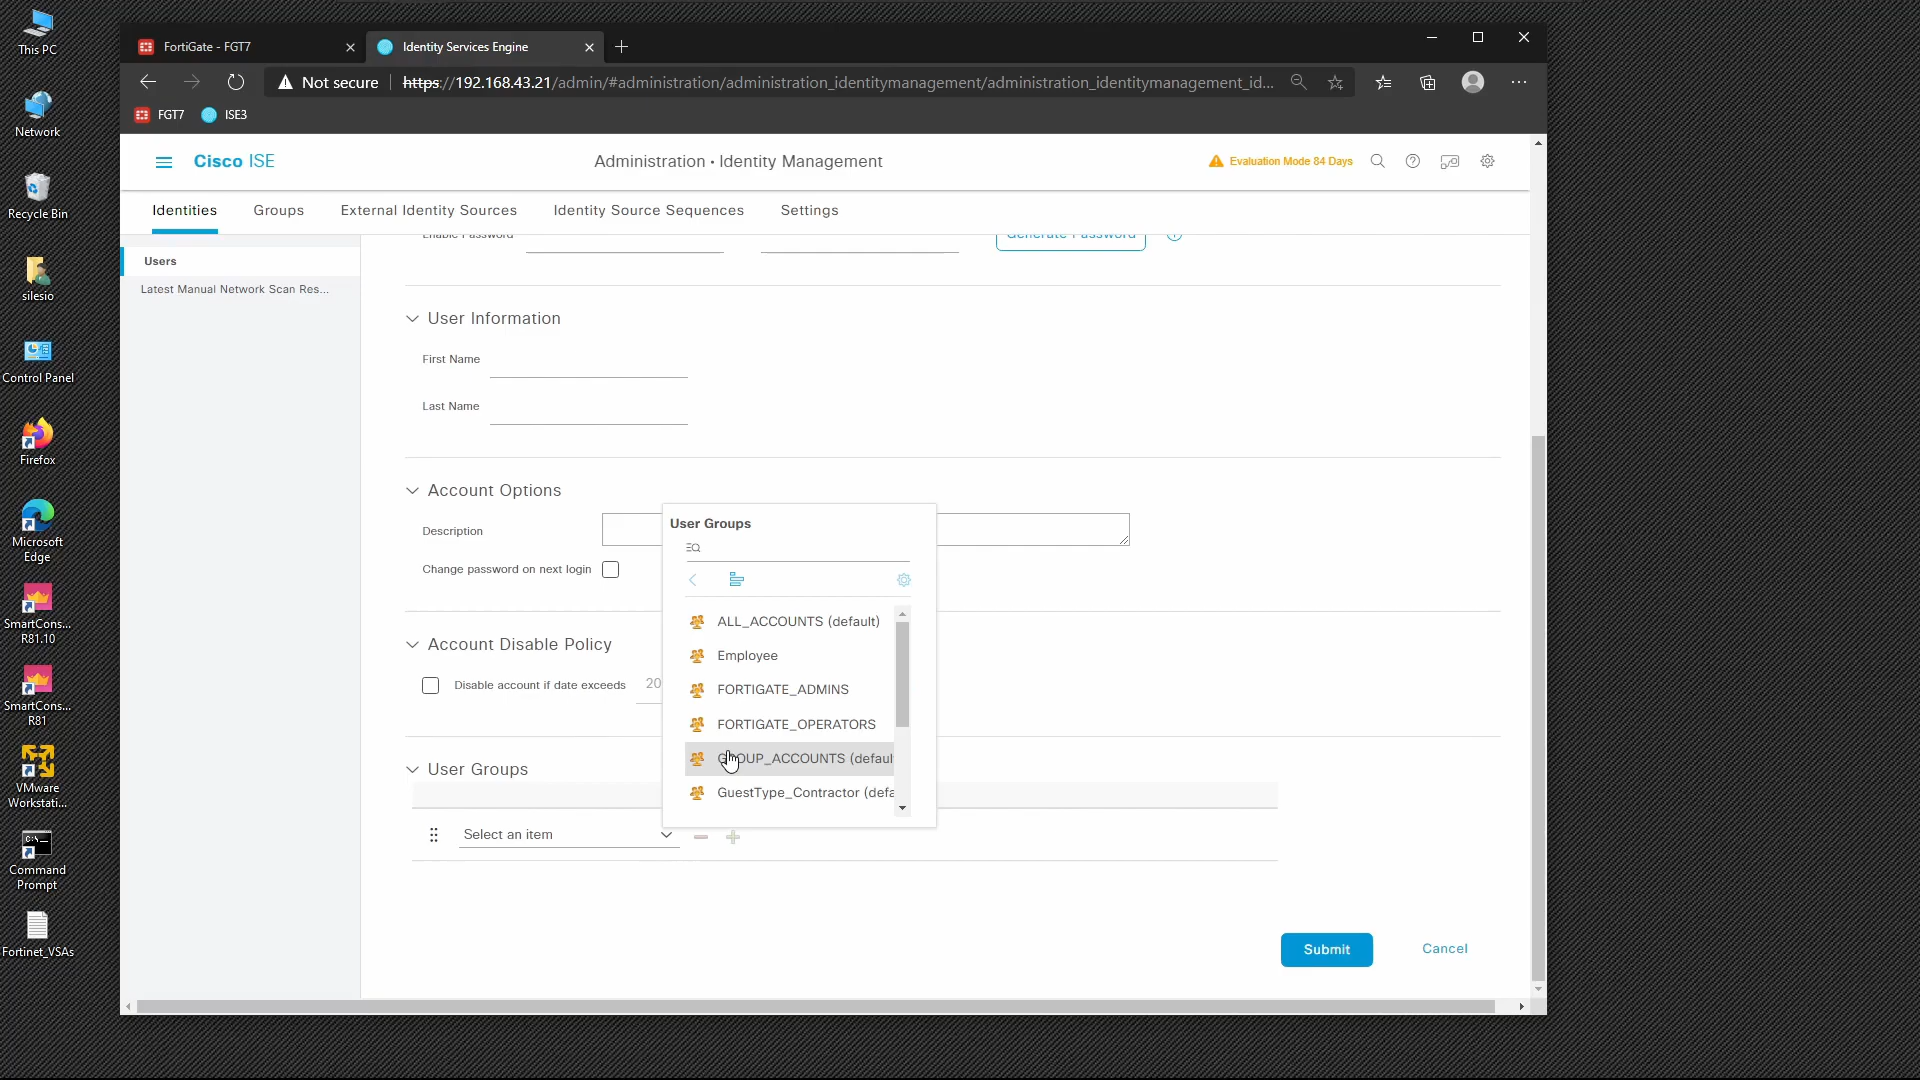 This PC
Network
Recycle Bin
silesio
Control Panel
Firefox
Microsoft
Edge
SmartCons...
R81.10
SmartCons...
R81
VMware
Workstati...
Command
Prompt
Fortinet_VSAs
FortiGate - FGT7
Identity Services Engine
Not secure
https://192.168.43.21/admin/#administration/administration_identitymanagement/administration_identitymanagement_id...
FGT7
ISE3
Cisco ISE
Administration · Identity Management
Evaluation Mode 84 Days
Identities
Groups
External Identity Sources
Identity Source Sequences
Settings
Users
Latest Manual Network Scan Res...
Enable Password
Generate Password
User Information
First Name
Last Name
Account Options
Description
Change password on next login
Account Disable Policy
Disable account if date exceeds
20
User Groups
Select an item
User Groups
ALL_ACCOUNTS (default)
Employee
FORTIGATE_ADMINS
FORTIGATE_OPERATORS
GROUP_ACCOUNTS (defaul
GuestType_Contractor (defa
Submit
Cancel